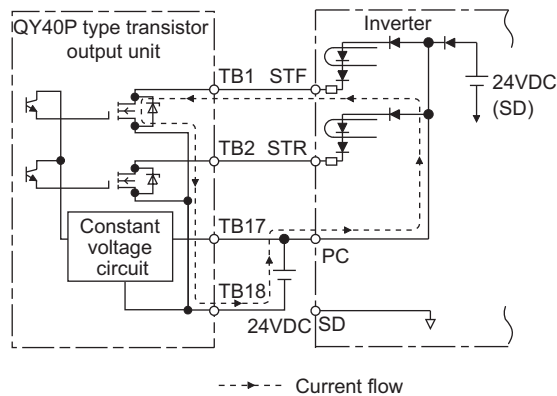 QY40P type transistor
output unit
Inverter
TB1 STF
24VDC
(SD)
TB2 STR
Constant
voltage
circuit
TB17
PC
TB18
24VDC SD
Current flow